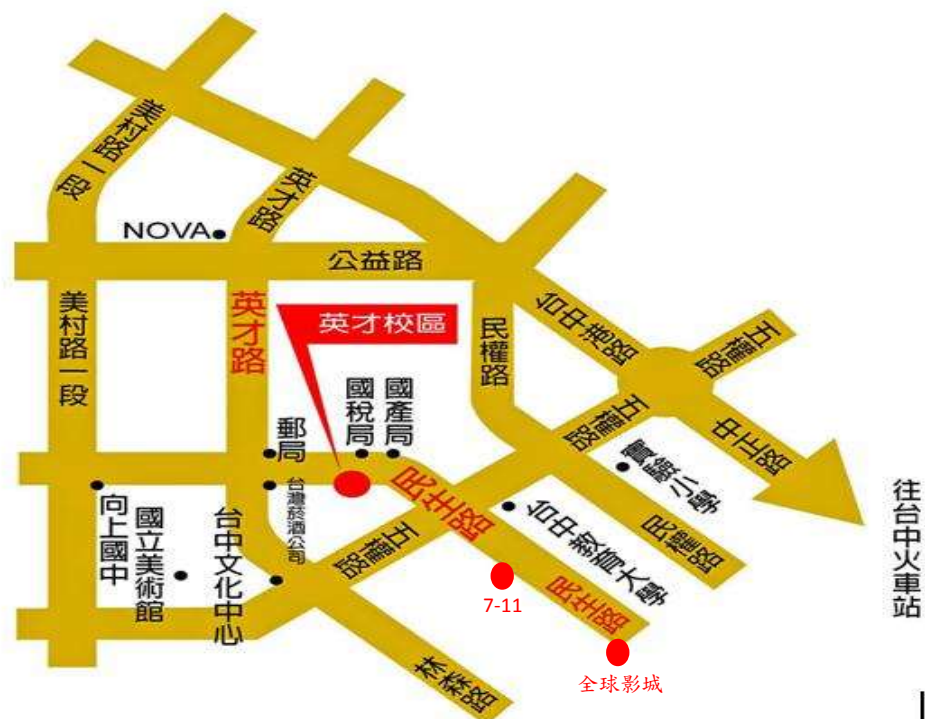 美村路一段
英才路
NOVA
公益路
台中港路
五權路
美村路一段
英才路
英才校區
民權路
五權路
中正路
國稅局
國產局
郵局
實驗小學
往台中火車站
向上國中
國立美術館
台中文化中心
台灣菸酒公司
民生路
台中教育大學
民權路
五權路
7-11
民生路
林森路
全球影城